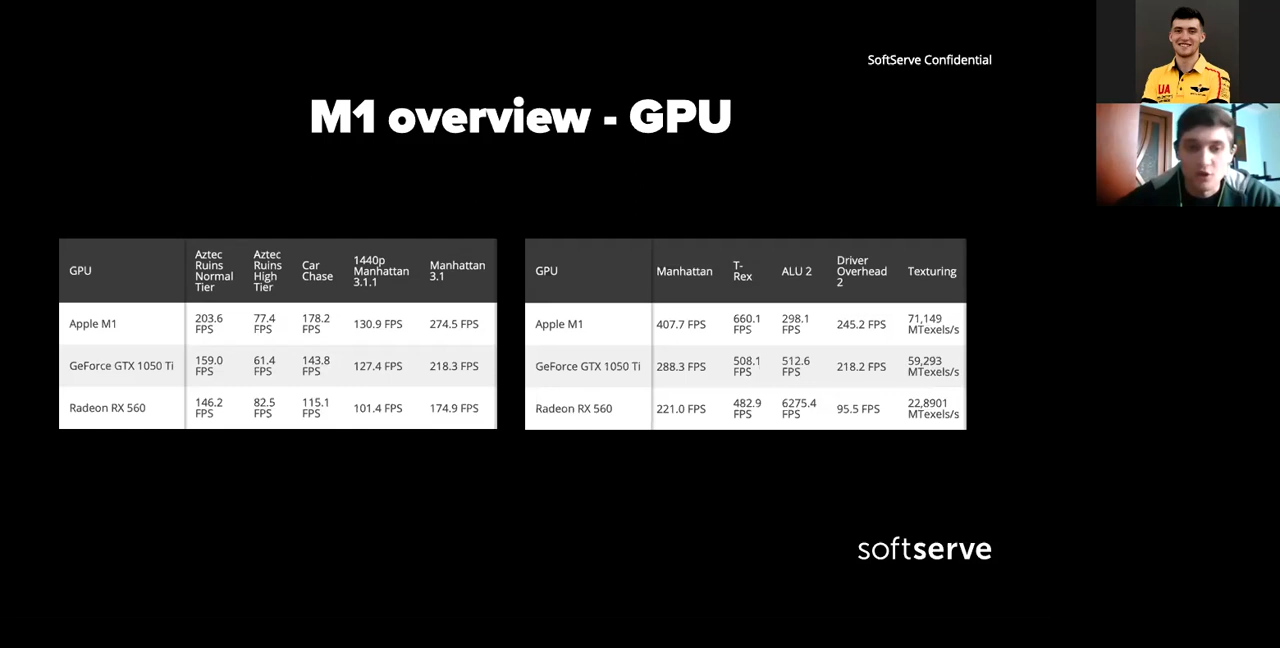 SoftServe Confidential
M1 overview - GPU
UA
GPU
Aztec
Ruins
Normal
Tier
Aztec
Ruins
High
Tier
Car
Chase
1440p
Manhattan
3.1.1
Manhattan
3.1
Apple M1
203.6
FPS
77.4
FPS
178.2
FPS
130.9 FPS
274.5 FPS
GeForce GTX 1050 Ti
159.0
FPS
61.4
FPS
143.8
FPS
127.4 FPS
218.3 FPS
Radeon RX 560
146.2
FPS
82.5
FPS
115.1
FPS
101.4 FPS
174.9 FPS
GPU
Manhattan
T-
Rex
ALU 2
Driver
Overhead
2
Texturing
Apple M1
407.7 FPS
660.1
FPS
298.1
FPS
245.2 FPS
71,149
MTexels/s
GeForce GTX 1050 Ti
288.3 FPS
508.1
FPS
512.6
FPS
218.2 FPS
59,293
MTexels/s
Radeon RX 560
221.0 FPS
482.9
FPS
6275.4
FPS
95.5 FPS
22,8901
MTexels/s
softserve